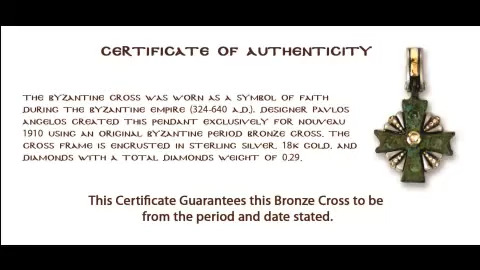 CERTIFICATE OF AUTHENTICITY
THE BYZANTINE CROSS WAS WORN AS A SYMBOL OF FAITH
DURING THE BYZANTINE EMPIRE (324-640 A.D.). DESIGNER PAVLOS
ANGELOS CREATED THIS PENDANT EXCLUSIVELY FOR NOUVEAU
1910 USING AN ORIGINAL BYZANTINE PERIOD BRONZE CROSS. THE
CROSS FRAME IS ENCRUSTED IN STERLING SILVER, 18K GOLD, AND
DIAMONDS WITH A TOTAL DIAMONDS WEIGHT OF 0.29.
This Certificate Guarantees this Bronze Cross to be
from the period and date stated.